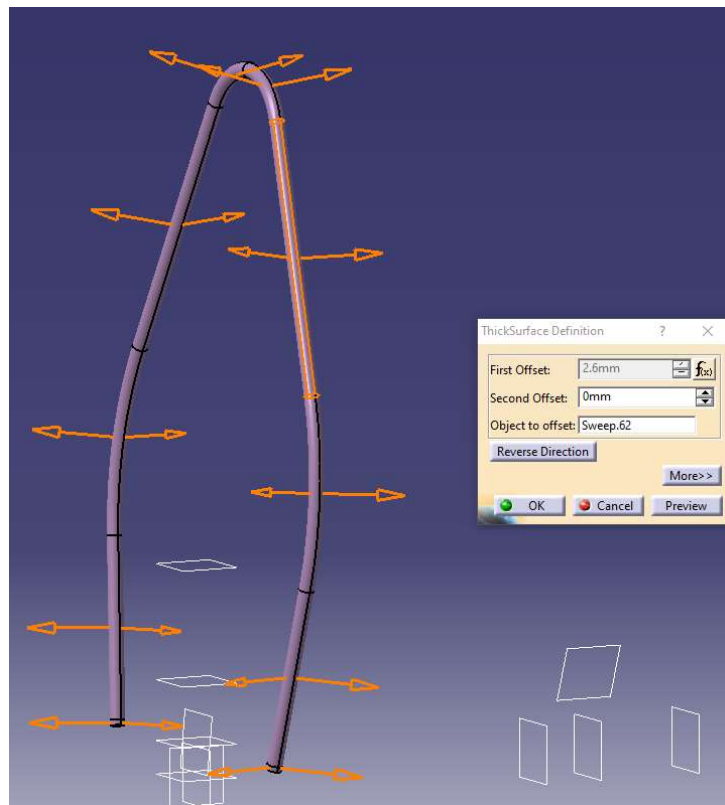 ThickSurface Definition ? ×
First Offset: 2.6mm f(x)
Second Offset: 0mm
Object to offset: Sweep.62
Reverse Direction
More>>
OK Cancel Preview